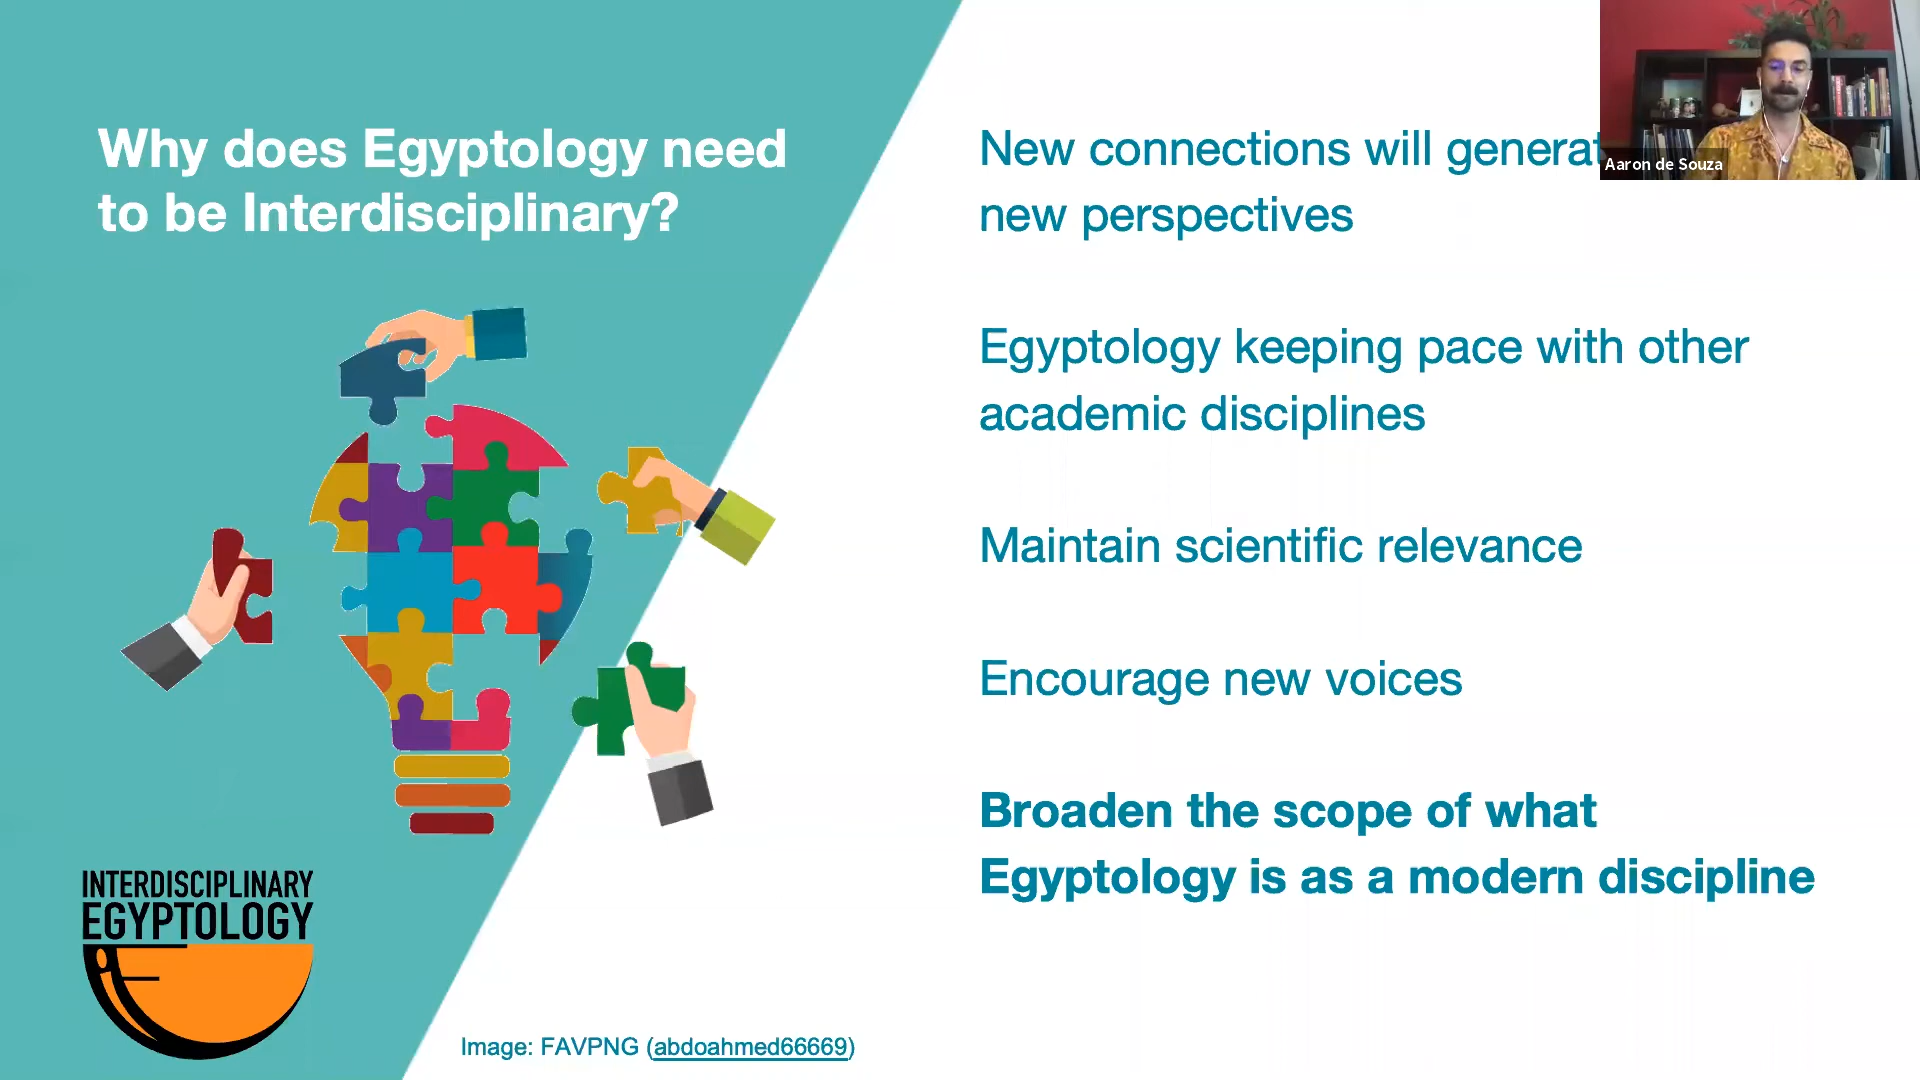 Why does Egyptology need
to be Interdisciplinary?
New connections will
new perspectives
Egyptology keeping pace with other
academic disciplines
Maintain scientific relevance
Encourage new voices
Broaden the scope of what
Egyptology is as a modern discipline
Aaron de Souza
INTERDISCIPLINARY
EGYPTOLOGY
Image: FAVPNG (abdoahmed66669)